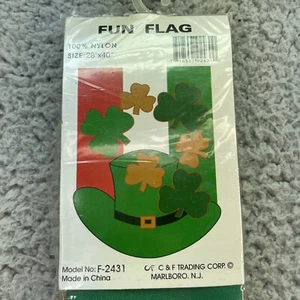 FUN FLAG
100% NYLON
SIZE: 28"X40"
Model No: F-2431
Made in China
C & F TRADING CORP. ©
MARLBORO. N.J.